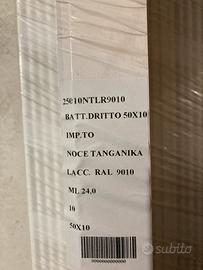 25010NTLR9010
BATT.DRITTO 50X10
IMP.TO
NOCE TANGANIKA
LACC. RAL 9010
ML 24,0
10
50X10
subito